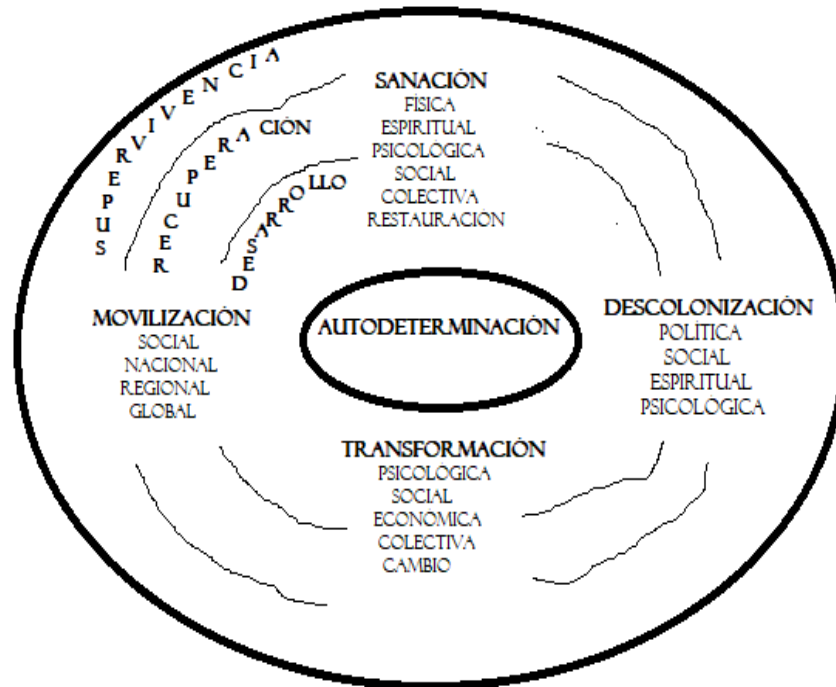 SUPERVIVENCIA
RECUPERACIÓN
DESARROLLO
SANACIÓN
FÍSICA
ESPIRITUAL
PSICOLÓGICA
SOCIAL
COLECTIVA
RESTAURACIÓN
MOVILIZACIÓN
SOCIAL
NACIONAL
REGIONAL
GLOBAL
AUTODETERMINACIÓN
DESCOLONIZACIÓN
POLÍTICA
SOCIAL
ESPIRITUAL
PSICOLÓGICA
TRANSFORMACIÓN
PSICOLÓGICA
SOCIAL
ECONÓMICA
COLECTIVA
CAMBIO